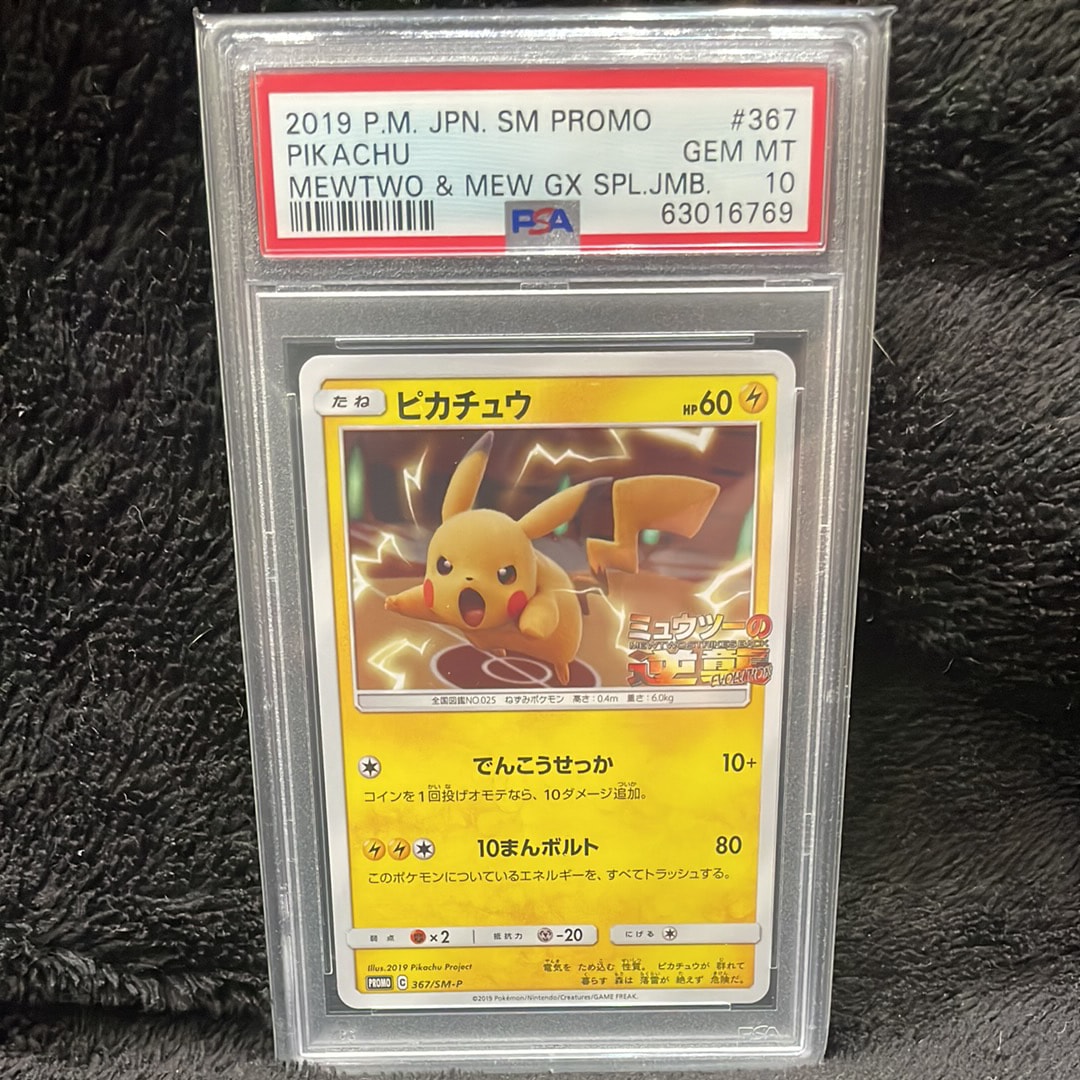 2019 P.M. JPN. SM PROMO #367
PIKACHU GEM MT
MEWTWO & MEW GX SPL.JMB. 10
PSA 63016769
たね ピカチュウ HP60
ミュウツーの
MEWTWO STRIKES BACK
逆襲
EVOLUTION
全国図鑑NO.025 ねずみポケモン 高さ:0.4m 重さ:6.0kg
でんこうせっか 10+
コインを1回投げオモテなら、10ダメージ追加。
10まんボルト 80
このポケモンについているエネルギーを、すべてトラッシュする。
弱点 ×2 抵抗力 -20 にげる
Illus.2019 Pikachu Project
電気を ため込む 性質。 ピカチュウが 群れて
暮らす 森は 落雷が 絶えず 危険だ。
PROMO C 367/SM-P
©2019 Pokémon/Nintendo/Creatures/GAME FREAK.
PSA